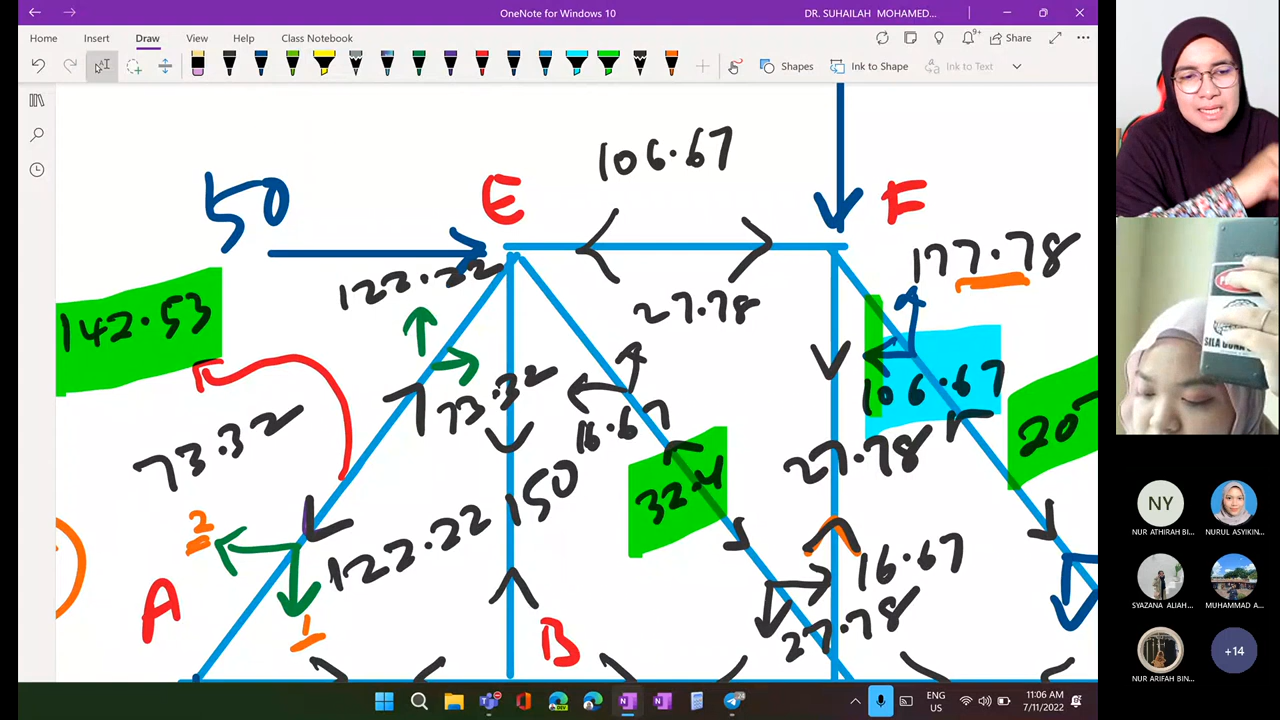 OneNote for Windows 10
DR. SUHAILAH MOHAMED...
Home Insert Draw View Help Class Notebook
9+
Share
Shapes
Ink to Shape
Ink to Text
106.67
50
E
F
177.78
122.22
27.78
142.53
73.32
16.67
106.67
20
73.32
27.78
32.4
150
2
122.22
16.67
A
27.78
1
B
NY
NUR ATHIRAH BI...
NURUL ASYIKIN...
SYAZANA ALIAH...
MUHAMMAD A...
NUR ARIFAH BIN...
+14
ENG
US
11:06 AM
7/11/2022